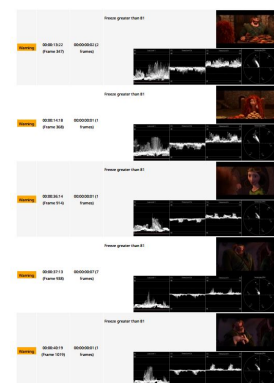 Freeze greater than 81
Warning 00:00:13:22 00:00:00:02 (2
(Frame 347) frames)
Freeze greater than 81
Warning 00:00:14:18 00:00:00:01 (1
(Frame 368) frames)
Freeze greater than 81
Warning 00:00:36:14 00:00:00:01 (1
(Frame 914) frames)
Freeze greater than 81
Warning 00:00:37:13 00:00:00:07 (7
(Frame 938) frames)
Freeze greater than 81
Warning 00:00:40:19 00:00:00:01 (1
(Frame 1019) frames)